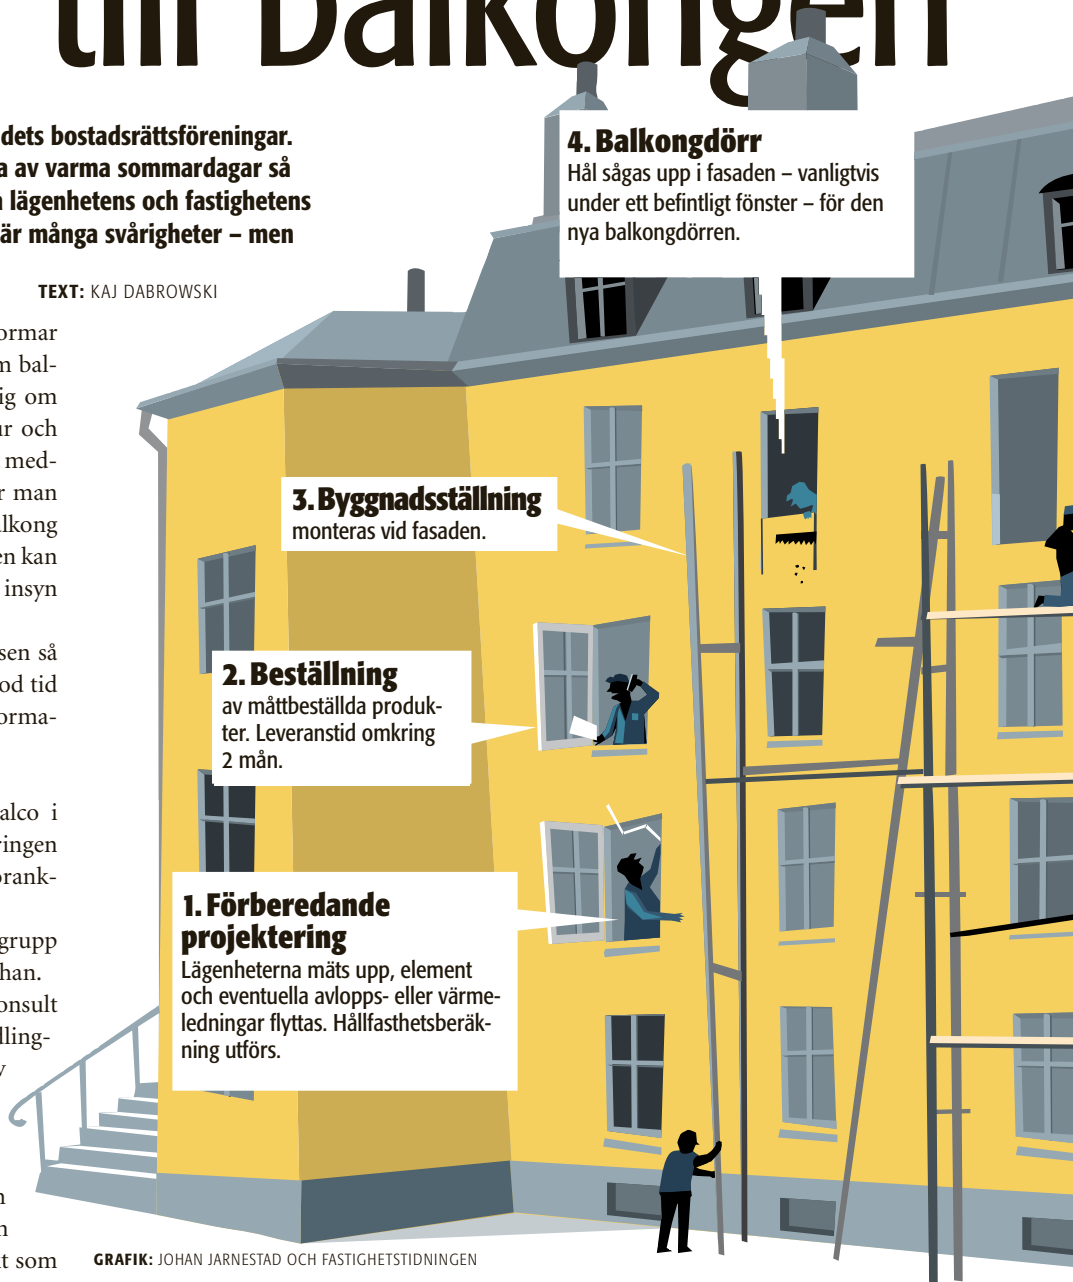 till Balkongen
dets bostadsrättsföreningar.
a av varma sommardagar så
lägenhetens och fastighetens
är många svårigheter – men
TEXT: KAJ DABROWSKI
ormar
m bal-
ig om
ur och
med-
r man
alkong
en kan
insyn
sen så
od tid
orma-
alco i
ringen
orank-
grupp
han.
onsult
lling-
v
n
n
t som
4. Balkongdörr
Hål sågas upp i fasaden – vanligtvis
under ett befintligt fönster – för den
nya balkongdörren.
3. Byggnadsställning
monteras vid fasaden.
2. Beställning
av måttbeställda produk-
ter. Leveranstid omkring
2 mån.
1. Förberedande
projektering
Lägenheterna mäts upp, element
och eventuella avlopps- eller värme-
ledningar flyttas. Hållfasthetsberäk-
ning utförs.
GRAFIK: JOHAN JARNESTAD OCH FASTIGHETSTIDNINGEN